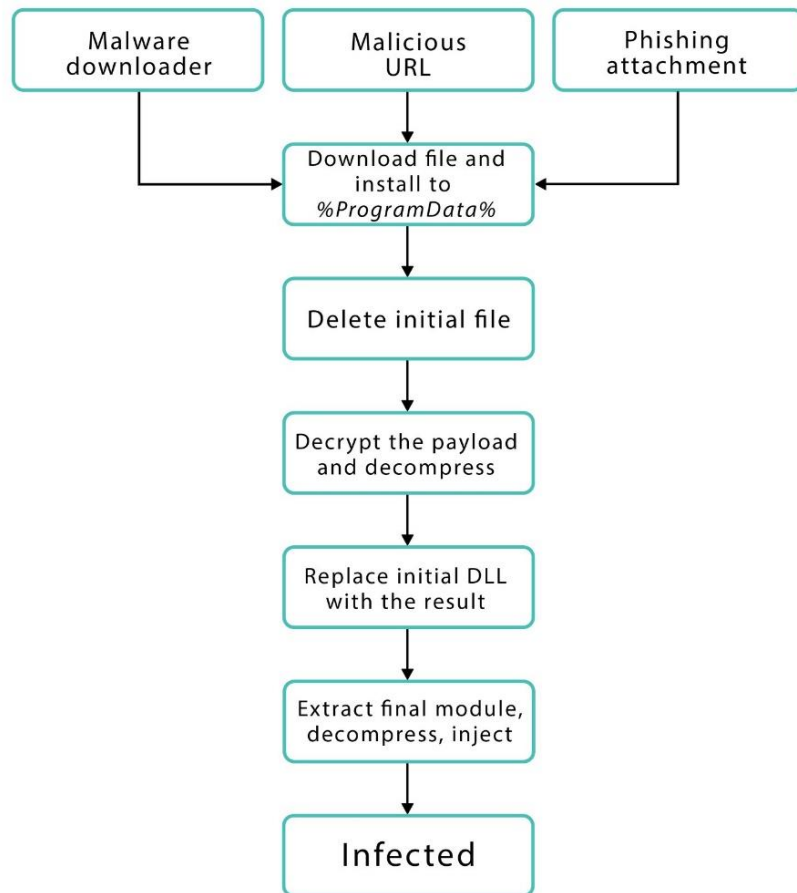 Malware
downloader
Malicious
URL
Phishing
attachment
Download file and
install to
%ProgramData%
Delete initial file
Decrypt the payload
and decompress
Replace initial DLL
with the result
Extract final module,
decompress, inject
Infected